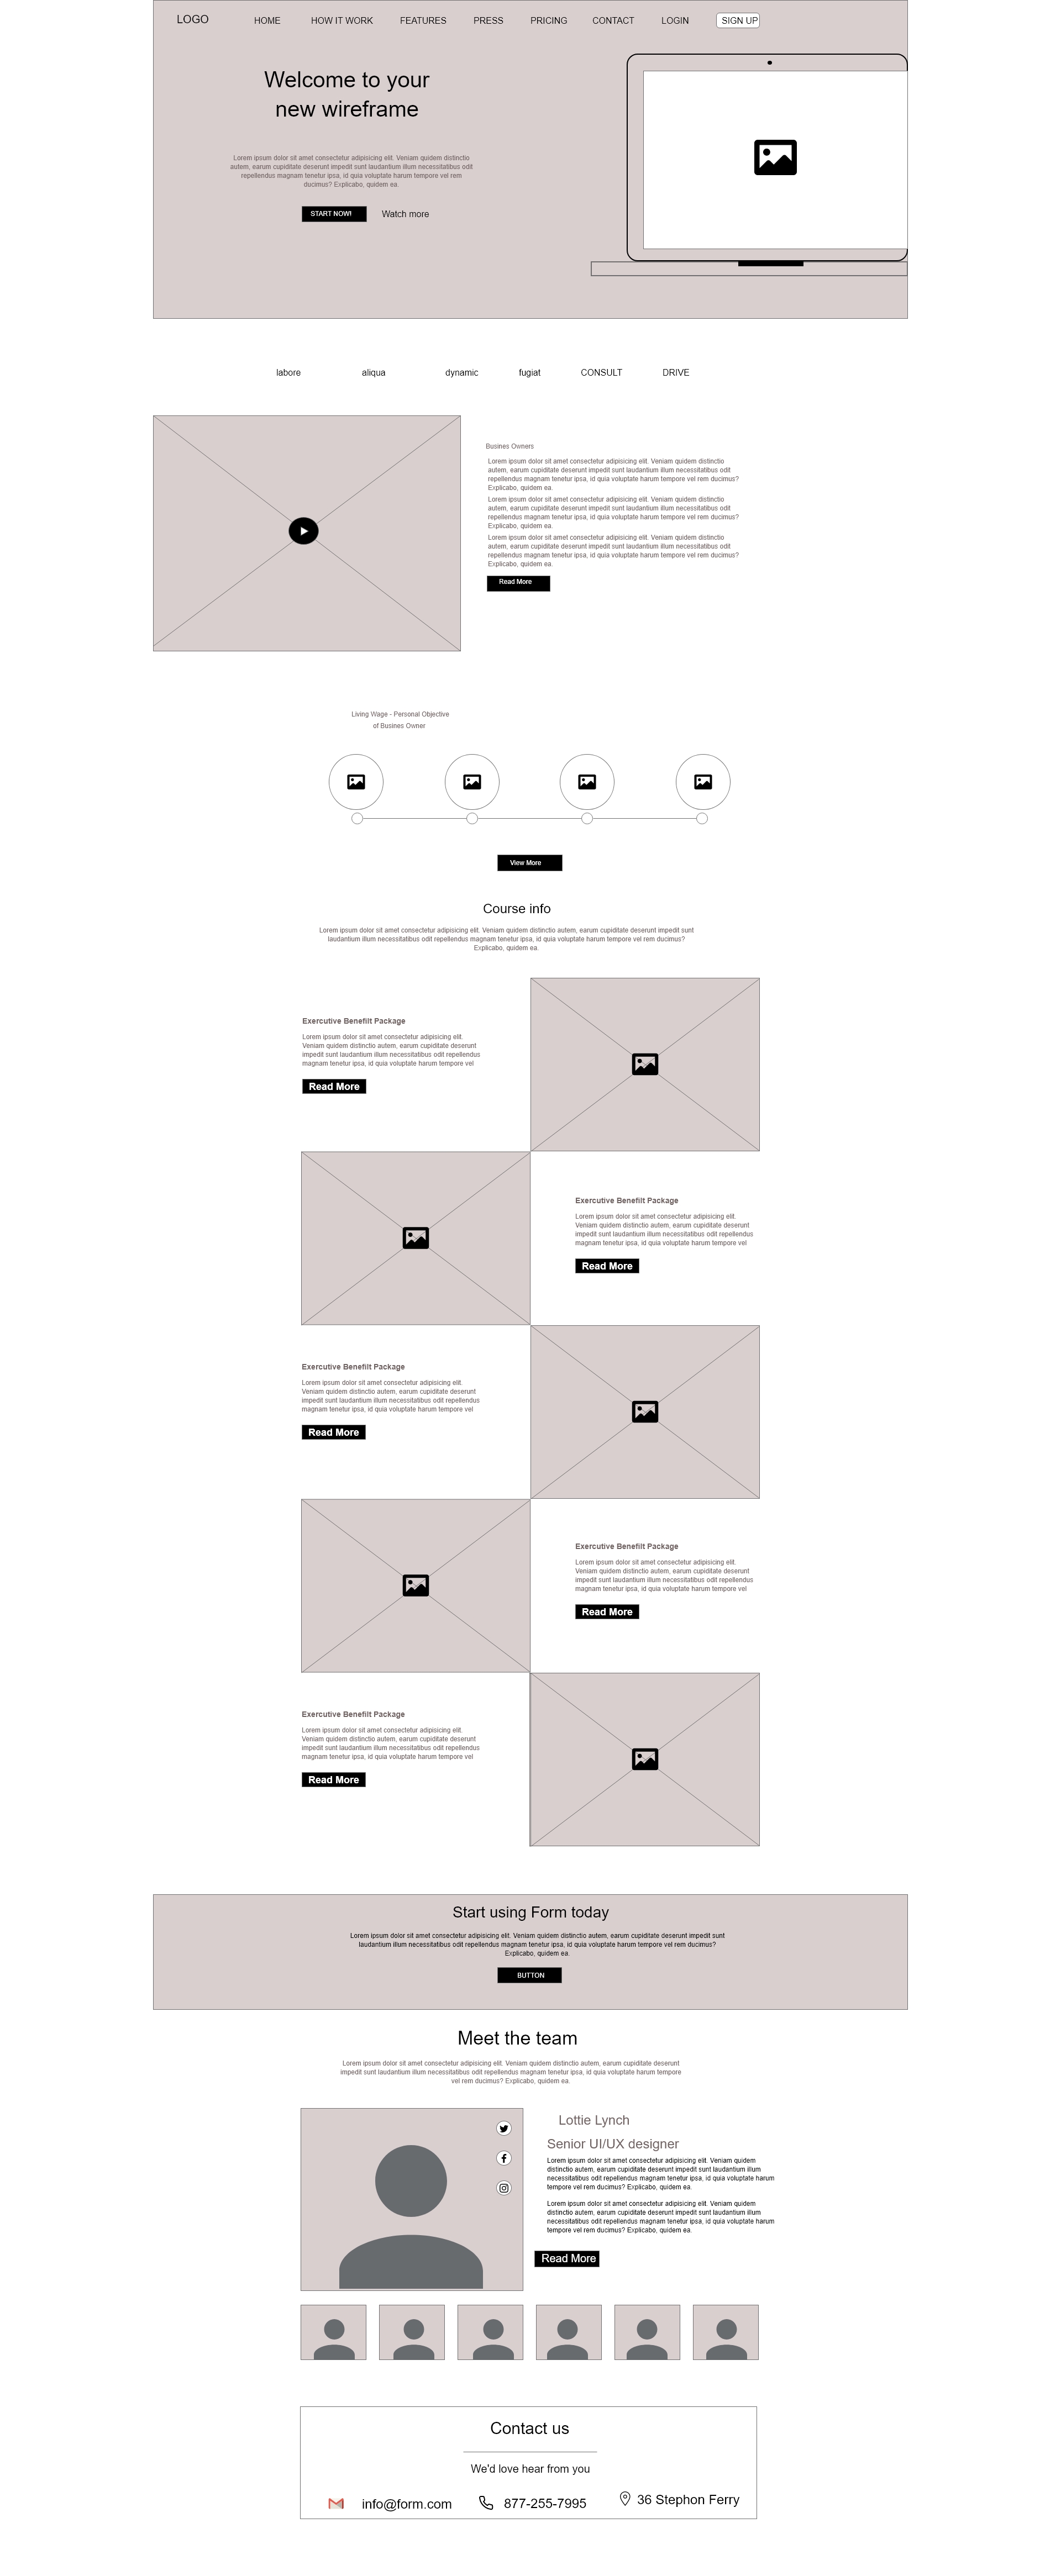 LOGO HOME HOW IT WORK FEATURES PRESS PRICING CONTACT LOGIN SIGN UP
Welcome to your
new wireframe
Lorem ipsum dolor sit amet consectetur adipisicing elit. Veniam quidem distinctio
autem, earum cupiditate deserunt impedit sunt laudantium illum necessitatibus odit
repellendus magnam tenetur ipsa, id quia voluptate harum tempore vel rem
ducimus? Explicabo, quidem ea.
START NOW! Watch more
labore aliqua dynamic fugiat CONSULT DRIVE
Busines Owners
Lorem ipsum dolor sit amet consectetur adipisicing elit. Veniam quidem distinctio
autem, earum cupiditate deserunt impedit sunt laudantium illum necessitatibus odit
repellendus magnam tenetur ipsa, id quia voluptate harum tempore vel rem ducimus?
Explicabo, quidem ea.
Lorem ipsum dolor sit amet consectetur adipisicing elit. Veniam quidem distinctio
autem, earum cupiditate deserunt impedit sunt laudantium illum necessitatibus odit
repellendus magnam tenetur ipsa, id quia voluptate harum tempore vel rem ducimus?
Explicabo, quidem ea.
Lorem ipsum dolor sit amet consectetur adipisicing elit. Veniam quidem distinctio
autem, earum cupiditate deserunt impedit sunt laudantium illum necessitatibus odit
repellendus magnam tenetur ipsa, id quia voluptate harum tempore vel rem ducimus?
Explicabo, quidem ea.
Read More
Living Wage - Personal Objective
of Busines Owner
View More
Course info
Lorem ipsum dolor sit amet consectetur adipisicing elit. Veniam quidem distinctio autem, earum cupiditate deserunt impedit sunt
laudantium illum necessitatibus odit repellendus magnam tenetur ipsa, id quia voluptate harum tempore vel rem ducimus?
Explicabo, quidem ea.
Exercutive Benefilt Package
Lorem ipsum dolor sit amet consectetur adipisicing elit.
Veniam quidem distinctio autem, earum cupiditate deserunt
impedit sunt laudantium illum necessitatibus odit repellendus
magnam tenetur ipsa, id quia voluptate harum tempore vel
Read More
Exercutive Benefilt Package
Lorem ipsum dolor sit amet consectetur adipisicing elit.
Veniam quidem distinctio autem, earum cupiditate deserunt
impedit sunt laudantium illum necessitatibus odit repellendus
magnam tenetur ipsa, id quia voluptate harum tempore vel
Read More
Exercutive Benefilt Package
Lorem ipsum dolor sit amet consectetur adipisicing elit.
Veniam quidem distinctio autem, earum cupiditate deserunt
impedit sunt laudantium illum necessitatibus odit repellendus
magnam tenetur ipsa, id quia voluptate harum tempore vel
Read More
Exercutive Benefilt Package
Lorem ipsum dolor sit amet consectetur adipisicing elit.
Veniam quidem distinctio autem, earum cupiditate deserunt
impedit sunt laudantium illum necessitatibus odit repellendus
magnam tenetur ipsa, id quia voluptate harum tempore vel
Read More
Exercutive Benefilt Package
Lorem ipsum dolor sit amet consectetur adipisicing elit.
Veniam quidem distinctio autem, earum cupiditate deserunt
impedit sunt laudantium illum necessitatibus odit repellendus
magnam tenetur ipsa, id quia voluptate harum tempore vel
Read More
Start using Form today
Lorem ipsum dolor sit amet consectetur adipisicing elit. Veniam quidem distinctio autem, earum cupiditate deserunt impedit sunt
laudantium illum necessitatibus odit repellendus magnam tenetur ipsa, id quia voluptate harum tempore vel rem ducimus?
Explicabo, quidem ea.
BUTTON
Meet the team
Lorem ipsum dolor sit amet consectetur adipisicing elit. Veniam quidem distinctio autem, earum cupiditate deserunt
impedit sunt laudantium illum necessitatibus odit repellendus magnam tenetur ipsa, id quia voluptate harum tempore
vel rem ducimus? Explicabo, quidem ea.
Lottie Lynch
Senior UI/UX designer
Lorem ipsum dolor sit amet consectetur adipisicing elit. Veniam quidem
distinctio autem, earum cupiditate deserunt impedit sunt laudantium illum
necessitatibus odit repellendus magnam tenetur ipsa, id quia voluptate harum
tempore vel rem ducimus? Explicabo, quidem ea.
Lorem ipsum dolor sit amet consectetur adipisicing elit. Veniam quidem
distinctio autem, earum cupiditate deserunt impedit sunt laudantium illum
necessitatibus odit repellendus magnam tenetur ipsa, id quia voluptate harum
tempore vel rem ducimus? Explicabo, quidem ea.
Read More
Contact us
We'd love hear from you
info@form.com 877-255-7995 36 Stephon Ferry